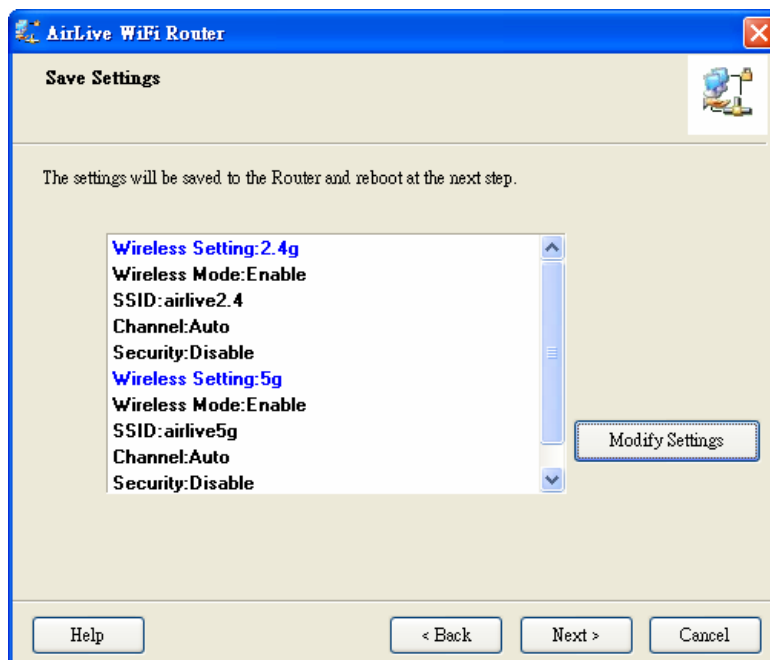 AirLive WiFi Router
Save Settings
The settings will be saved to the Router and reboot at the next step.
Wireless Setting:2.4g
Wireless Mode:Enable
SSID:airlive2.4
Channel:Auto
Security:Disable
Wireless Setting:5g
Wireless Mode:Enable
SSID:airlive5g
Channel:Auto
Security:Disable
Modify Settings
Help
< Back
Next >
Cancel